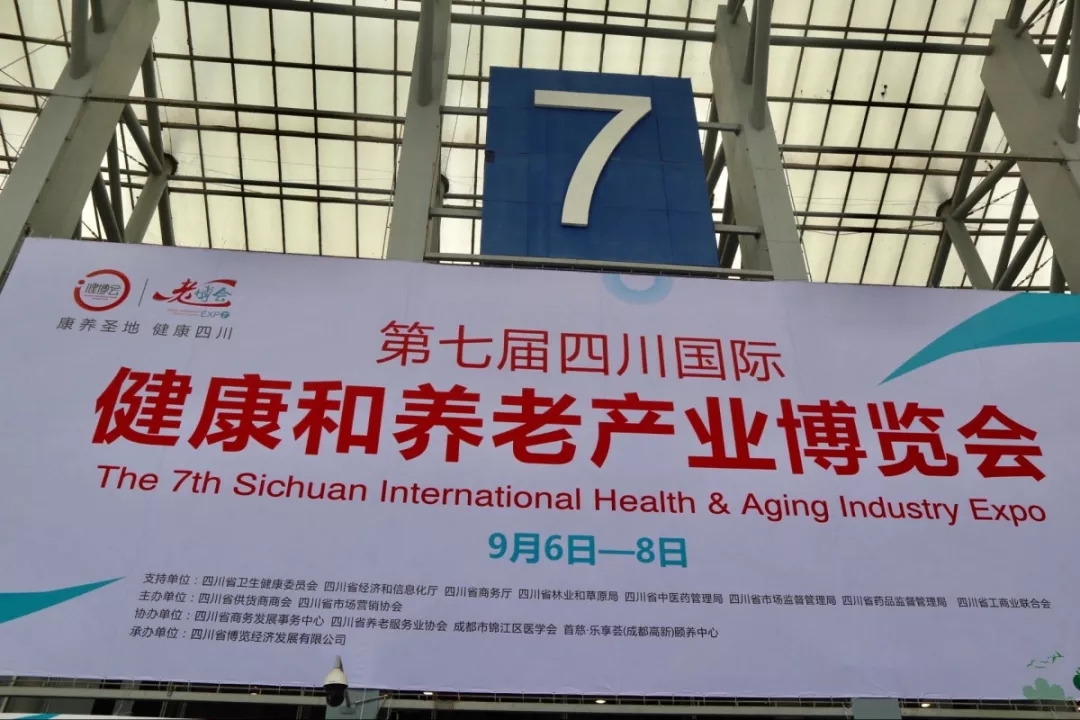 7
健博会 老博会
EXPO
康养圣地 健康四川
第七届四川国际
健康和养老产业博览会
The 7th Sichuan International Health & Aging Industry Expo
9月6日—8日
支持单位：四川省卫生健康委员会 四川省经济和信息化厅 四川省商务厅 四川省林业和草原局 四川省中医药管理局 四川省市场监督管理局 四川省药品监督管理局 四川省工商业联合会
主办单位：四川省供货商商会 四川省市场营销协会
协办单位：四川省商务发展事务中心 四川省养老服务业协会 成都市锦江区医学会 首慈·乐享荟(成都高新)颐养中心
承办单位：四川省博览经济发展有限公司